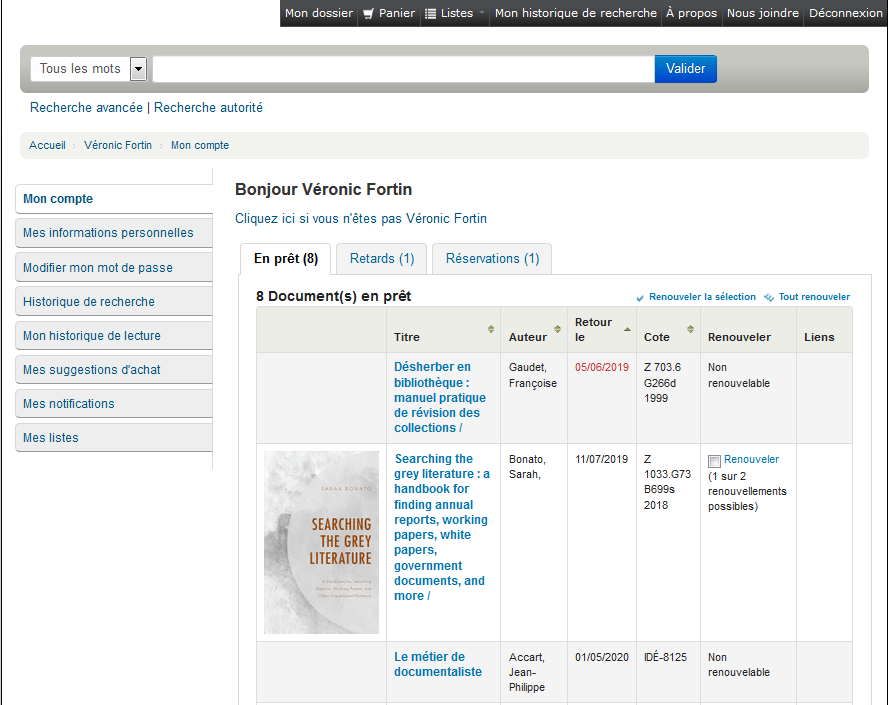 Mon dossier Panier Listes Mon historique de recherche À propos Nous joindre Déconnexion
Tous les mots Valider
Recherche avancée | Recherche autorité
Accueil › Véronic Fortin › Mon compte
Mon compte
Mes informations personnelles
Modifier mon mot de passe
Historique de recherche
Mon historique de lecture
Mes suggestions d'achat
Mes notifications
Mes listes
Bonjour Véronic Fortin
Cliquez ici si vous n'êtes pas Véronic Fortin
En prêt (8) Retards (1) Réservations (1)
8 Document(s) en prêt Renouveler la sélection Tout renouveler
Titre Auteur Retour le Cote Renouveler Liens
Désherber en
bibliothèque :
manuel pratique
de révision des
collections /
Gaudet,
Françoise
05/06/2019
Z 703.6
G266d
1999
Non
renouvelable
SARAH BONATO
SEARCHING
THE GREY
LITERATURE
Searching the
grey literature : a
handbook for
finding annual
reports, working
papers, white
papers,
government
documents, and
more /
Bonato,
Sarah,
11/07/2019
Z
1033.G73
B699s
2018
Renouveler
(1 sur 2
renouvellements
possibles)
Le métier de
documentaliste
Accart,
Jean-
Philippe
01/05/2020
IDÉ-8125
Non
renouvelable